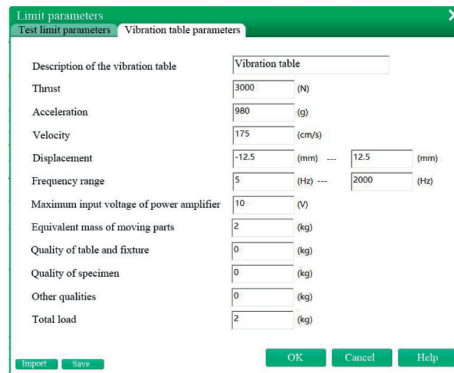 Limit parameters
Test limit parameters Vibration table parameters
Description of the vibration table Vibration table
Thrust 3000 (N)
Acceleration 980 (g)
Velocity 175 (cm/s)
Displacement -12.5 (mm) --- 12.5 (mm)
Frequency range 5 (Hz) --- 2000 (Hz)
Maximum input voltage of power amplifier 10 (V)
Equivalent mass of moving parts 2 (kg)
Quality of table and fixture 0 (kg)
Quality of specimen 0 (kg)
Other qualities 0 (kg)
Total load 2 (kg)
Import Save OK Cancel Help